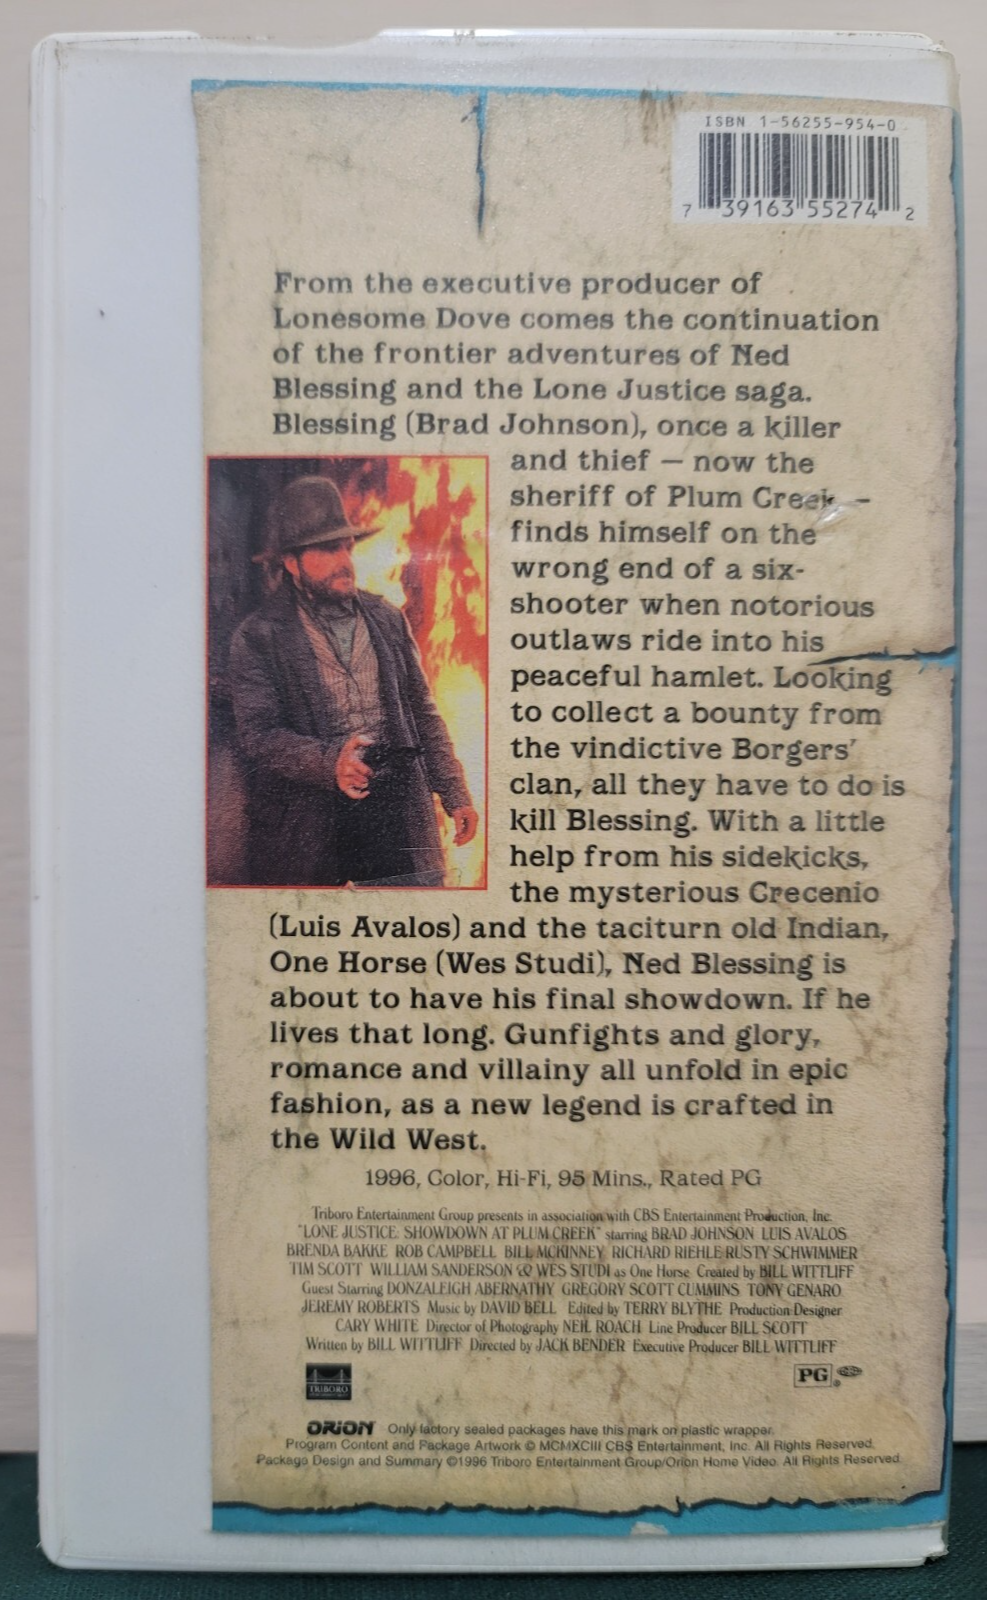 ISBN 1-56255-954-0
7 39163 55274 2
From the executive producer of
Lonesome Dove comes the continuation
of the frontier adventures of Ned
Blessing and the Lone Justice saga.
Blessing (Brad Johnson), once a killer
and thief — now the
sheriff of Plum Creek —
finds himself on the
wrong end of a six-
shooter when notorious
outlaws ride into his
peaceful hamlet. Looking
to collect a bounty from
the vindictive Borgers'
clan, all they have to do is
kill Blessing. With a little
help from his sidekicks,
the mysterious Crecenio
(Luis Avalos) and the taciturn old Indian,
One Horse (Wes Studi), Ned Blessing is
about to have his final showdown. If he
lives that long. Gunfights and glory,
romance and villainy all unfold in epic
fashion, as a new legend is crafted in
the Wild West.
1996, Color, Hi-Fi, 95 Mins., Rated PG
Triboro Entertainment Group presents in association with CBS Entertainment Production, Inc.
"LONE JUSTICE: SHOWDOWN AT PLUM CREEK" starring BRAD JOHNSON LUIS AVALOS
BRENDA BAKKE ROB CAMPBELL BILL MCKINNEY RICHARD RIEHLE RUSTY SCHWIMMER
TIM SCOTT WILLIAM SANDERSON & WES STUDI as One Horse Created by BILL WITTLIFF
Guest Starring DONZALEIGH ABERNATHY GREGORY SCOTT CUMMINS TONY GENARO
JEREMY ROBERTS Music by DAVID BELL Edited by TERRY BLYTHE Production Designer
CARY WHITE Director of Photography NEIL ROACH Line Producer BILL SCOTT
Written by BILL WITTLIFF Directed by JACK BENDER Executive Producer BILL WITTLIFF
TRIBORO
PG ®
ORION Only factory sealed packages have this mark on plastic wrapper.
Program Content and Package Artwork © MCMXCIII CBS Entertainment, Inc. All Rights Reserved.
Package Design and Summary ©1996 Triboro Entertainment Group/Orion Home Video. All Rights Reserved.